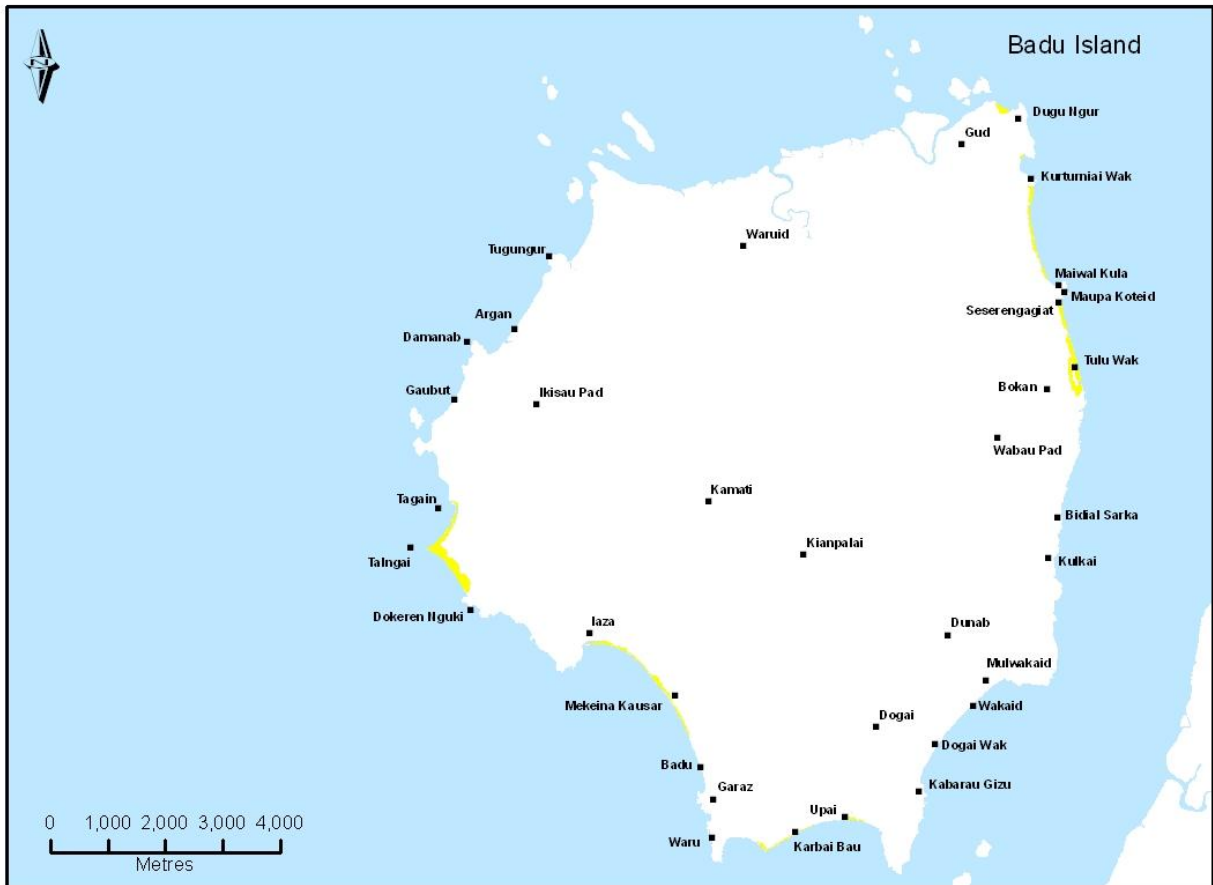 Badu Island
N
Dugu Ngur
Gud
Kurturniai Wak
Waruid
Tugungur
Maiwal Kula
Maupa Koteid
Seserengagiat
Argan
Damanab
Tulu Wak
Bokan
Gaubut
Ikisau Pad
Wabau Pad
Kamati
Tagain
Bidial Sarka
Kianpalai
Talngai
Kulkai
Dokeren Nguki
Iaza
Dunab
Mulwakaid
Mekeina Kausar
Wakaid
Dogai
Dogai Wak
Badu
Garaz
Kabarau Gizu
Upai
Waru
Karbai Bau
0 1,000 2,000 3,000 4,000
Metres